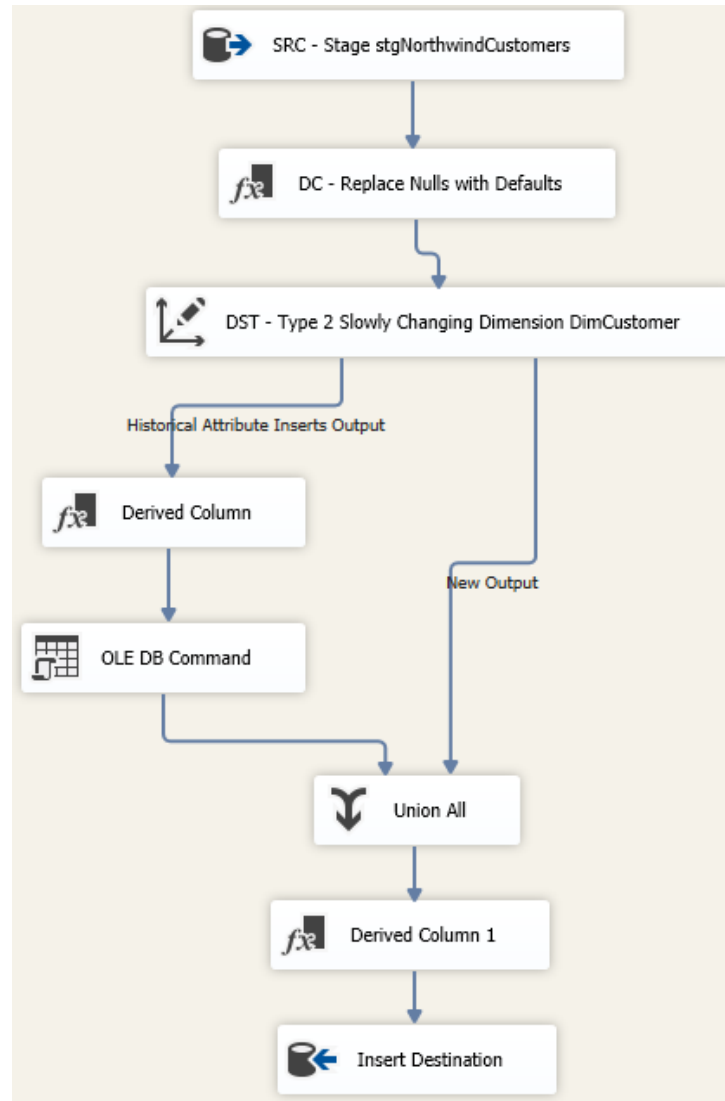 SRC - Stage stgNorthwindCustomers
DC - Replace Nulls with Defaults
DST - Type 2 Slowly Changing Dimension DimCustomer
Historical Attribute Inserts Output
Derived Column
New Output
OLE DB Command
Union All
Derived Column 1
Insert Destination